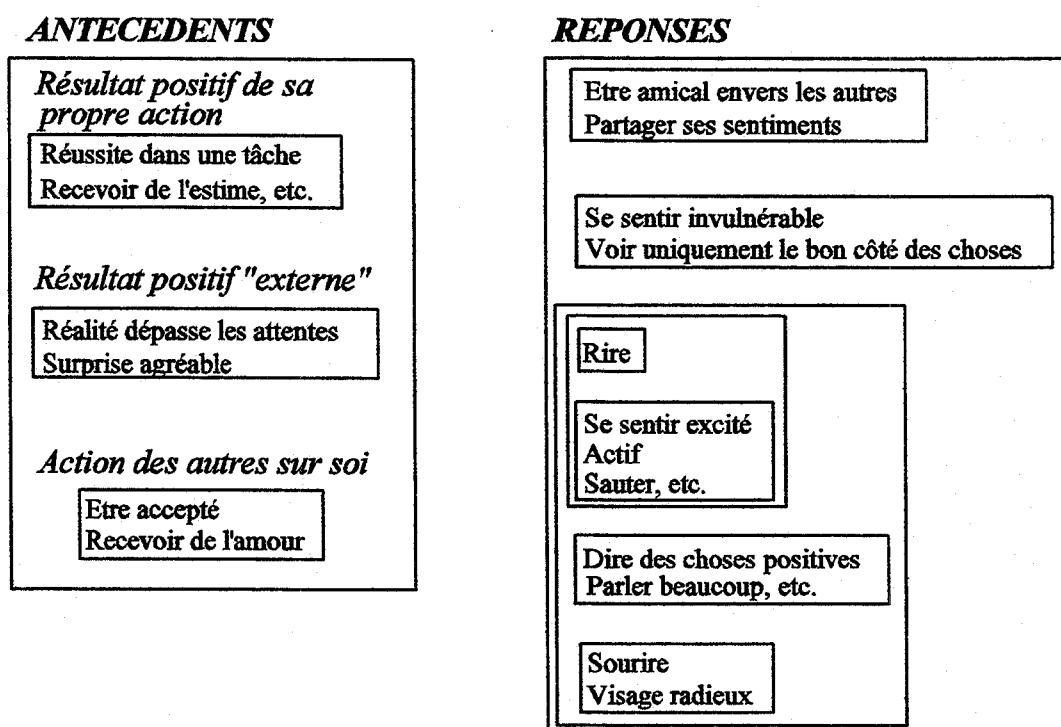 ANTECEDENTS
Résultat positif de sa
propre action
Réussite dans une tâche
Recevoir de l'estime, etc.
Résultat positif "externe"
Réalité dépasse les attentes
Surprise agréable
Action des autres sur soi
Etre accepté
Recevoir de l'amour
REPONSES
Etre amical envers les autres
Partager ses sentiments
Se sentir invulnérable
Voir uniquement le bon côté des choses
Rire
Se sentir excité
Actif
Sauter, etc.
Dire des choses positives
Parler beaucoup, etc.
Sourire
Visage radieux